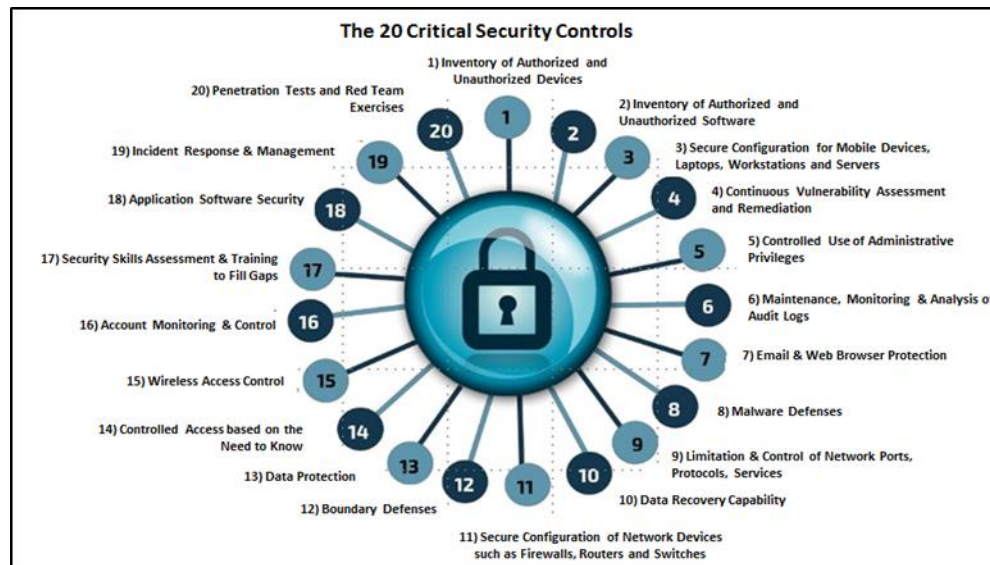 The 20 Critical Security Controls
1) Inventory of Authorized and
Unauthorized Devices
2) Inventory of Authorized and
Unauthorized Software
3) Secure Configuration for Mobile Devices,
Laptops, Workstations and Servers
4) Continuous Vulnerability Assessment
and Remediation
5) Controlled Use of Administrative
Privileges
6) Maintenance, Monitoring & Analysis of
Audit Logs
7) Email & Web Browser Protection
8) Malware Defenses
9) Limitation & Control of Network Ports,
Protocols, Services
10) Data Recovery Capability
11) Secure Configuration of Network Devices
such as Firewalls, Routers and Switches
12) Boundary Defenses
13) Data Protection
14) Controlled Access based on the
Need to Know
15) Wireless Access Control
16) Account Monitoring & Control
17) Security Skills Assessment & Training
to Fill Gaps
18) Application Software Security
19) Incident Response & Management
20) Penetration Tests and Red Team
Exercises
1
2
3
4
5
6
7
8
9
10
11
12
13
14
15
16
17
18
19
20